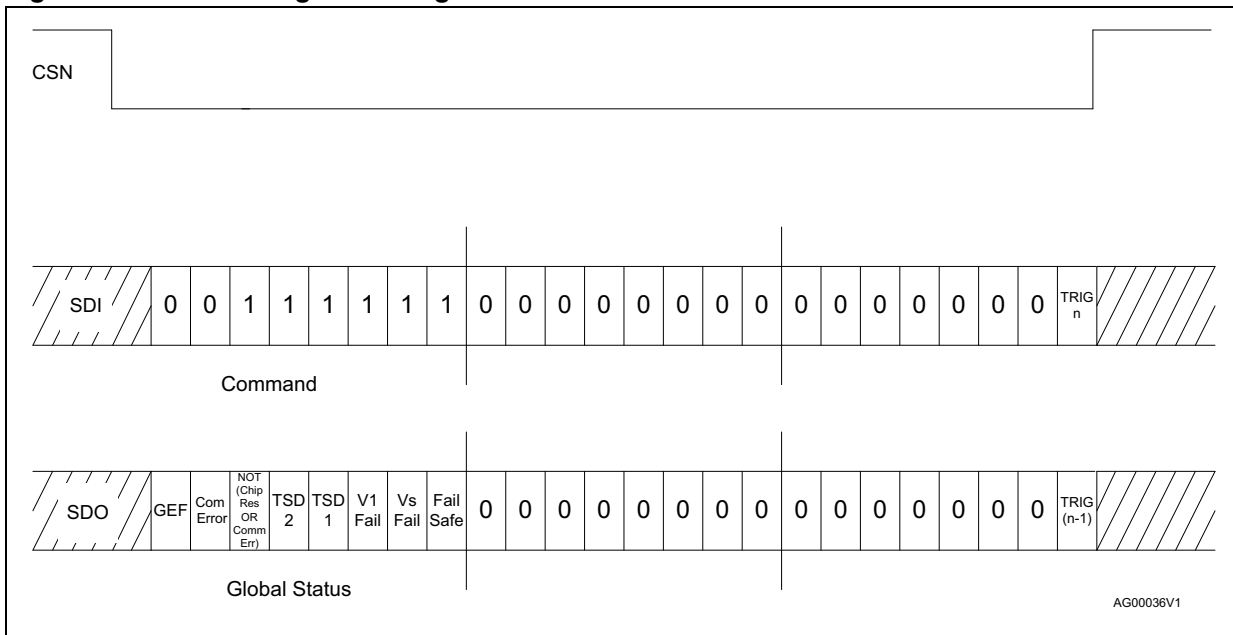 CSN
SDI 0 0 1 1 1 1 1 1 0 0 0 0 0 0 0 0 0 0 0 0 0 0 0 TRIG n
Command
SDO GEF Com Error NOT (Chip Res OR Comm Err) TSD 2 TSD 1 V1 Fail Vs Fail Fail Safe 0 0 0 0 0 0 0 0 0 0 0 0 0 0 0 TRIG (n-1)
Global Status
AG00036V1